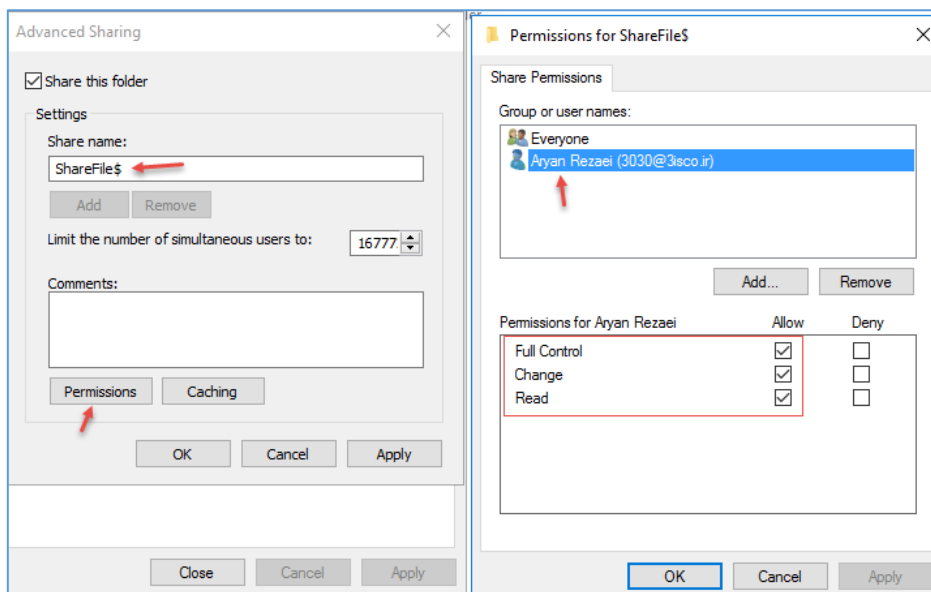 Advanced Sharing
Share this folder
Settings
Share name:
ShareFile$
Add Remove
Limit the number of simultaneous users to: 16777
Comments:
Permissions Caching
OK Cancel Apply
Close Cancel Apply
Permissions for ShareFile$
Share Permissions
Group or user names:
Everyone
Aryan Rezaei (3030@3isco.ir)
Add... Remove
Permissions for Aryan Rezaei Allow Deny
Full Control
Change
Read
OK Cancel Apply